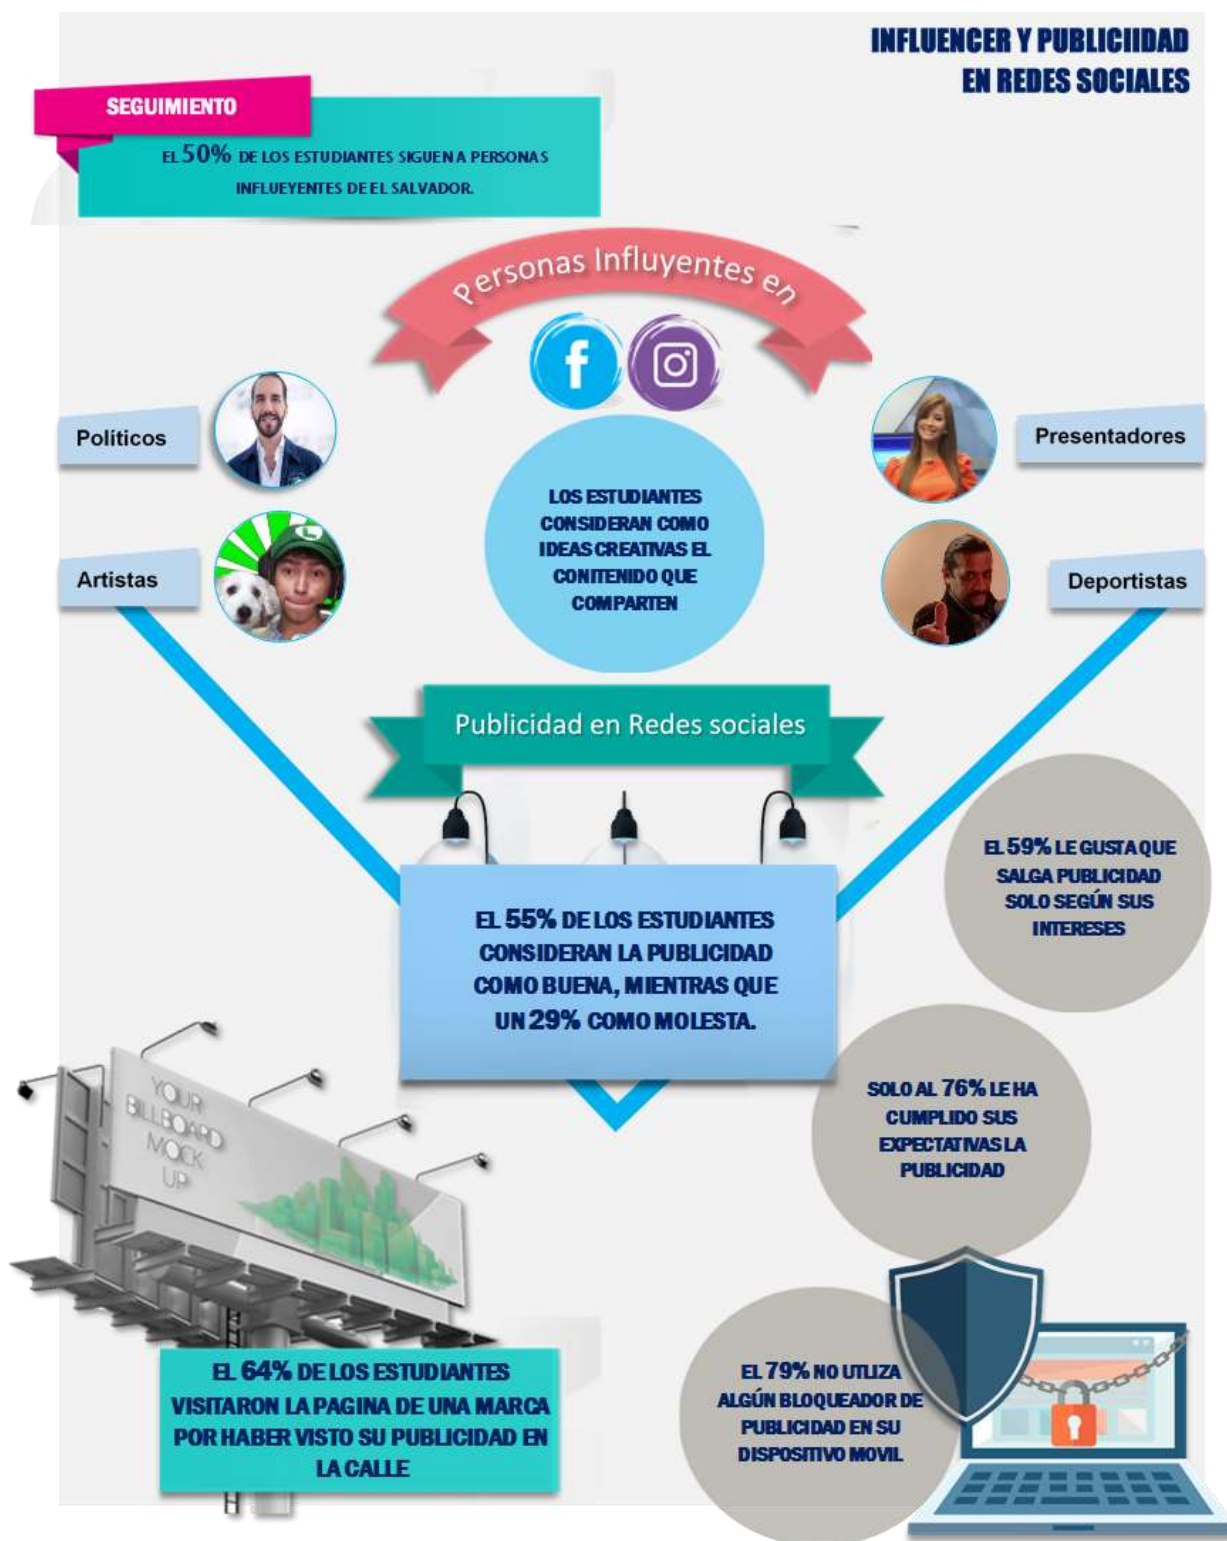 INFLUENCER Y PUBLICIIDAD
EN REDES SOCIALES
SEGUIMIENTO
EL 50% DE LOS ESTUDIANTES SIGUEN A PERSONAS
INFLUEYENTES DE EL SALVADOR.
Personas Influyentes en
f
Políticos
Presentadores
LOS ESTUDIANTES
CONSIDERAN COMO
IDEAS CREATIVAS EL
CONITENIDO QUE
COMPARTEN
Artistas
L
Deportistas
Publicidad en Redes sociales
EL 59% LE GUSTA QUE
SALGA PUBLICIDAD
SOLO SEGÚN SUS
INTERESES
EL 55% DE LOS ESTUDIANTES
CONSIDERAN LA PUBLICIDAD
COMO BUENA, MIENTRAS QUE
UN 29% COMO MOLESTA.
YOUR
BILLBOARD
MOCK
UP
SOLO AL 76% LE HA
CUMPLIDO SUS
EXPECTATIVAS LA
PUBLICIDAD
EL 64% DE LOS ESTUDIANTES
VISITARON LA PAGINA DE UNA MARCA
POR HABER VISTO SU PUBLICIDAD EN
LA CALLE
EL 79% NO UTLIZA
ALGÚN BLOQUEADOR DE
PUBLICIDAD EN SU
DISPOSITIVO MOVIL